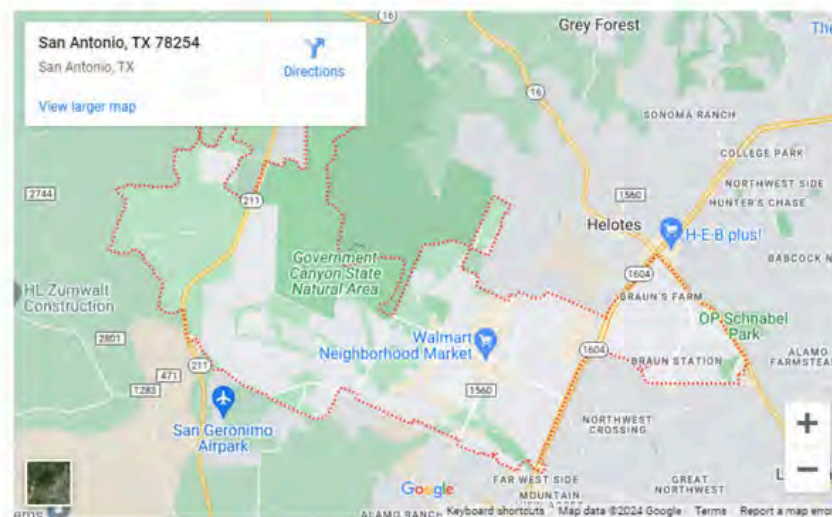 San Antonio, TX 78254
San Antonio, TX
Directions
View larger map
16
Grey Forest
The
16
SONOMA RANCH
COLLEGE PARK
2744
211
1560
NORTHWEST SIDE
HUNTER'S CHASE
Helotes
H-E-B plus!
Government
Canyon State
Natural Area
1604
BABCOCK N
HL Zumwalt
Construction
BRAUN'S FARM
OP Schnabel
Park
2801
Walmart
Neighborhood Market
1604
BRAUN STATION
ALAMO
FARMSTEA
211
471
1283
1560
San Geronimo
Airpark
NORTHWEST
CROSSING
+
−
Google
FAR WEST SIDE
MOUNTAIN
GREAT
NORTHWEST
L
ems
ALAMO RANCH
Keyboard shortcuts
Map data ©2024 Google
Terms
Report a map error